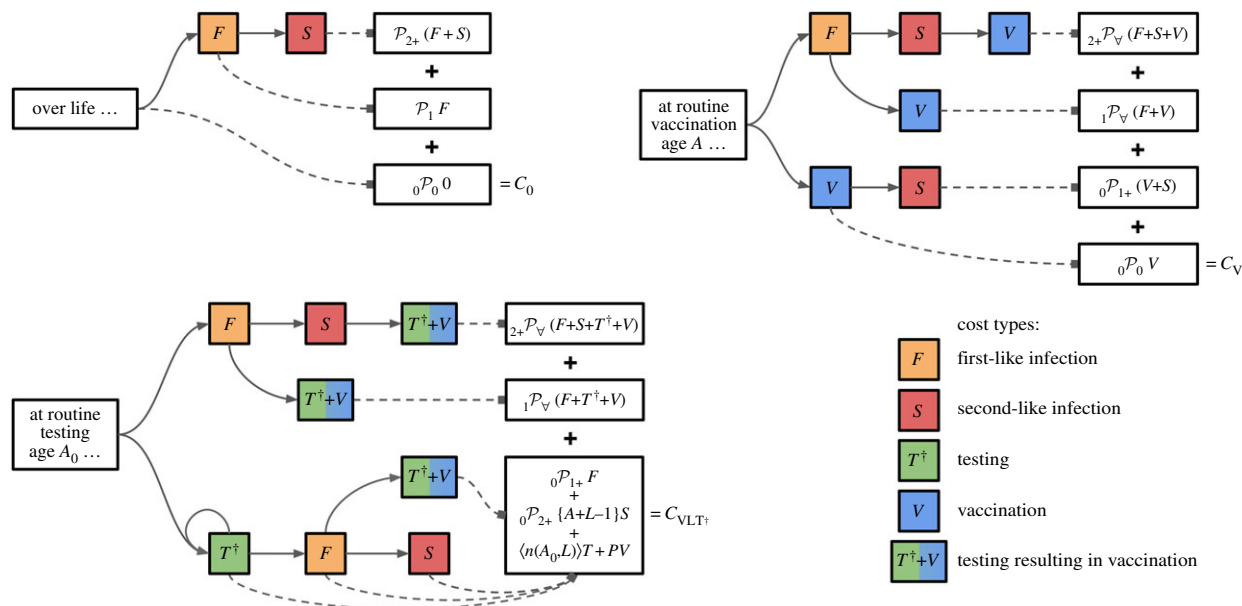 F
S
𝒫₂₊ (F + S)
+
over life …
𝒫₁ F
+
₀𝒫₀ 0
= C₀
F
S
V
₂₊𝒫∀ (F+S+V)
+
at routine
vaccination
age A …
V
₁𝒫∀ (F+V)
+
V
S
₀𝒫₁₊ (V+S)
+
₀𝒫₀ V
= C_V
F
S
T†+V
₂₊𝒫∀ (F+S+T†+V)
+
T†+V
₁𝒫∀ (F+T†+V)
+
at routine
testing
age A₀ …
T†+V
T†
F
S
₀𝒫₁₊ F
+
₀𝒫₂₊ {A+L–1}S
+
⟨n(A₀,L)⟩T + PV
= C_VLT†
cost types:
F first-like infection
S second-like infection
T† testing
V vaccination
T†+V testing resulting in vaccination